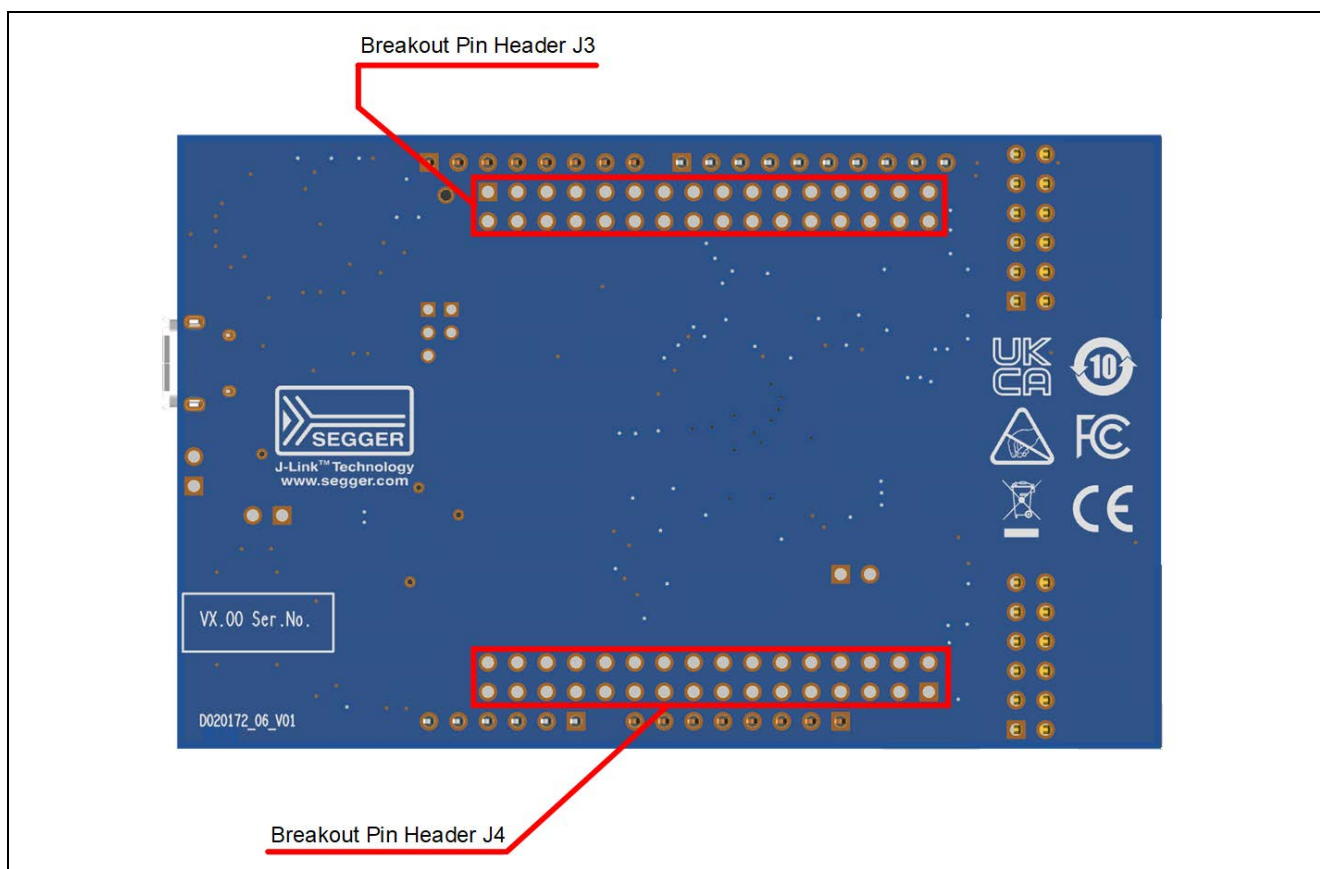 Breakout Pin Header J3
UK
CA
10
SEGGER
FC
J-Link™ Technology
www.segger.com
CE
VX.00 Ser.No.
D020172_06_V01
Breakout Pin Header J4